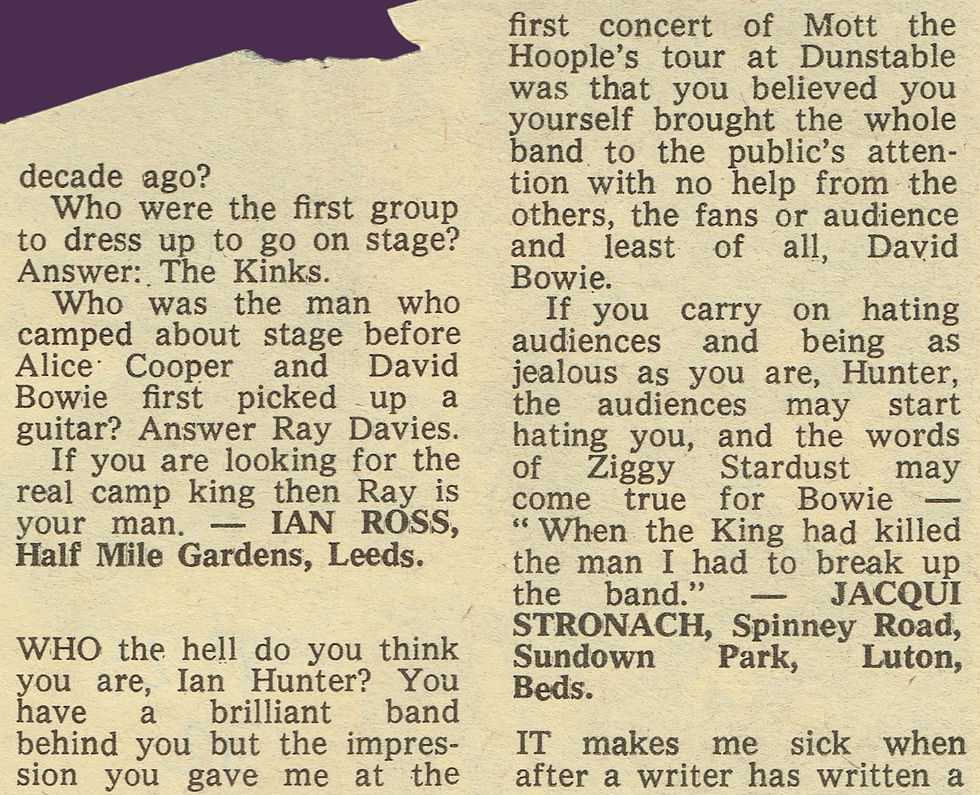 decade ago?
Who were the first group
to dress up to go on stage?
Answer: The Kinks.
Who was the man who
camped about stage before
Alice Cooper and David
Bowie first picked up a
guitar? Answer Ray Davies.
If you are looking for the
real camp king then Ray is
your man. — IAN ROSS,
Half Mile Gardens, Leeds.
WHO the hell do you think
you are, Ian Hunter? You
have a brilliant band
behind you but the impres-
sion you gave me at the
first concert of Mott the
Hoople's tour at Dunstable
was that you believed you
yourself brought the whole
band to the public's atten-
tion with no help from the
others, the fans or audience
and least of all, David
Bowie.
If you carry on hating
audiences and being as
jealous as you are, Hunter,
the audiences may start
hating you, and the words
of Ziggy Stardust may
come true for Bowie —
“ When the King had killed
the man I had to break up
the band.” — JACQUI
STRONACH, Spinney Road,
Sundown Park, Luton,
Beds.
IT makes me sick when
after a writer has written a